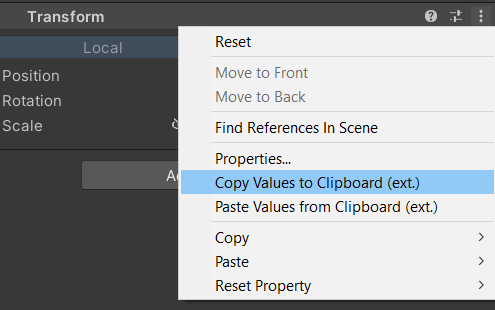 Transform
Local
Position
Rotation
Scale
Reset
Move to Front
Move to Back
Find References In Scene
Properties...
Copy Values to Clipboard (ext.)
Paste Values from Clipboard (ext.)
Copy
Paste
Reset Property